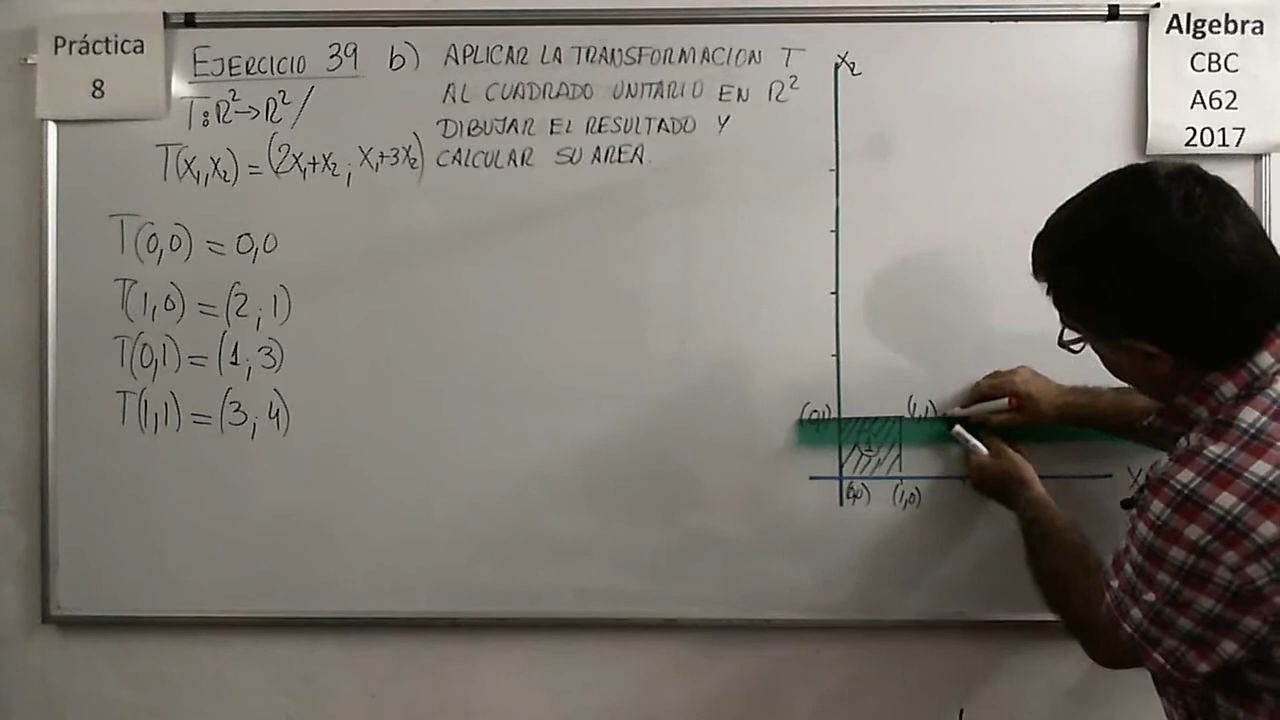 Práctica
8
EJERCICIO 39 b) APLICAR LA TRANSFORMACION T
AL CUADRADO UNITARIO EN R²
DIBUJAR EL RESULTADO Y
CALCULAR SU AREA.
T:R²→R²/
T(x₁,x₂)=(2x₁+x₂; x₁+3x₂)
T(0,0)=0,0
T(1,0)=(2;1)
T(0,1)=(1;3)
T(1,1)=(3;4)
Algebra
CBC
A62
2017
x₂
(0,1) (1,1)
1
(0,0) (1,0)